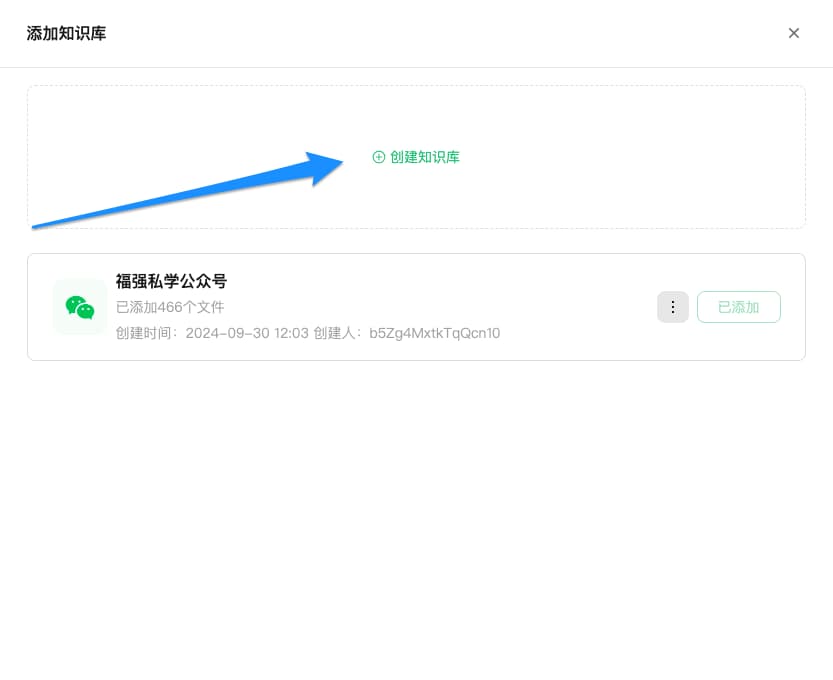 添加知识库
创建知识库
福强私学公众号
已添加466个文件
创建时间：2024-09-30 12:03 创建人：b5Zg4MxtkTqQcn10
已添加